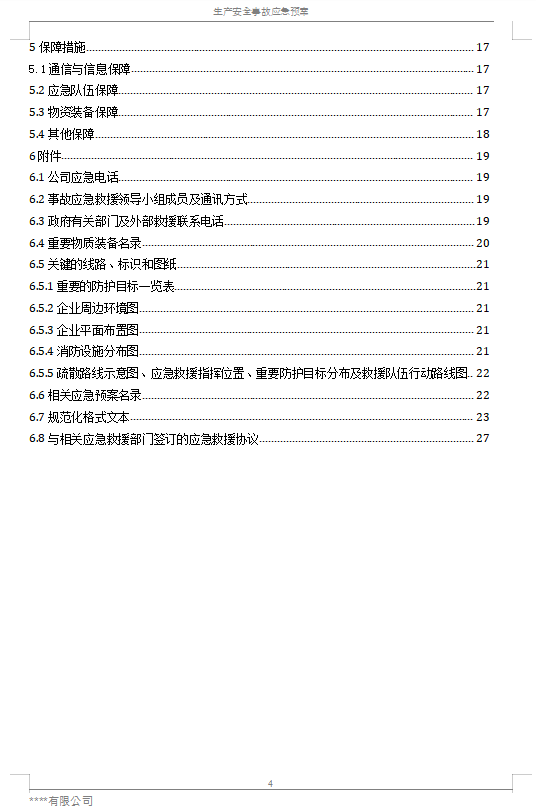 生产安全事故应急预案
5 保障措施 17
5.1 通信与信息保障 17
5.2 应急队伍保障 17
5.3 物资装备保障 17
5.4 其他保障 18
6 附件 19
6.1 公司应急电话 19
6.2 事故应急救援领导小组成员及通讯方式 19
6.3 政府有关部门及外部救援联系电话 19
6.4 重要物质装备名录 20
6.5 关键的线路、标识和图纸 21
6.5.1 重要的防护目标一览表 21
6.5.2 企业周边环境图 21
6.5.3 企业平面布置图 21
6.5.4 消防设施分布图 21
6.5.5 疏散路线示意图、应急救援指挥位置、重要防护目标分布及救援队伍行动路线图.. 22
6.6 相关应急预案名录 22
6.7 规范化格式文本 23
6.8 与相关应急救援部门签订的应急救援协议 27
4
****有限公司